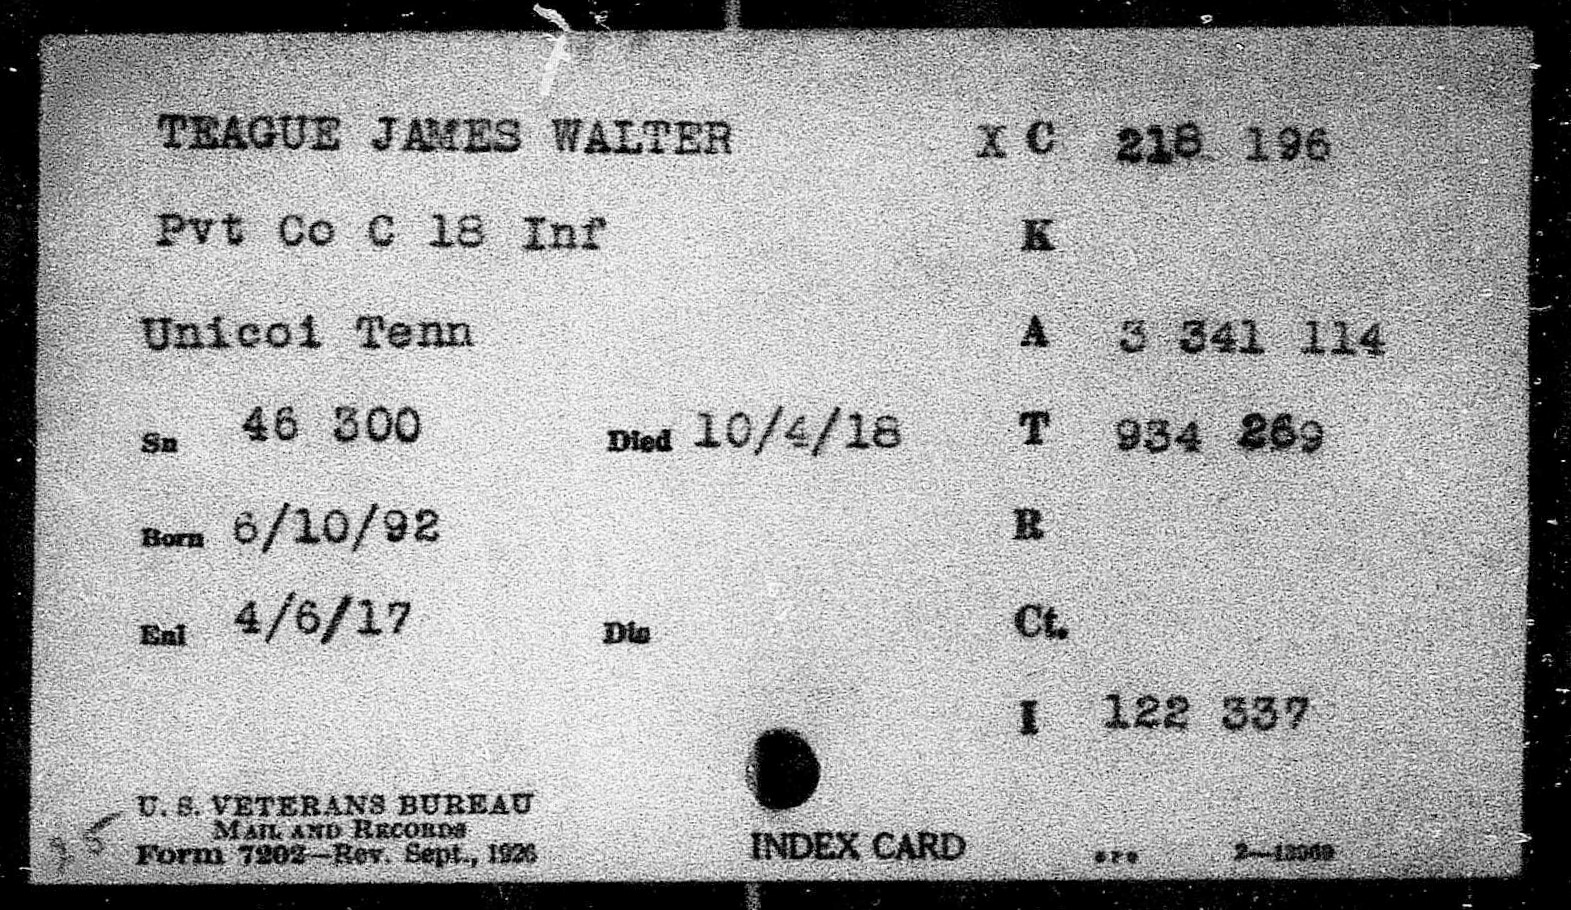 TEAGUE JAMES WALTER X C 218 196
Pvt Co C 18 Inf K
Unicoi Tenn A 3 341 114
Sn 46 300 Died 10/4/18 T 934 269
Born 6/10/92 R
Enl 4/6/17 Dis Ct.
I 122 337
U. S. VETERANS BUREAU
MAIL AND RECORDS
Form 7202—Rev. Sept., 1926
INDEX CARD